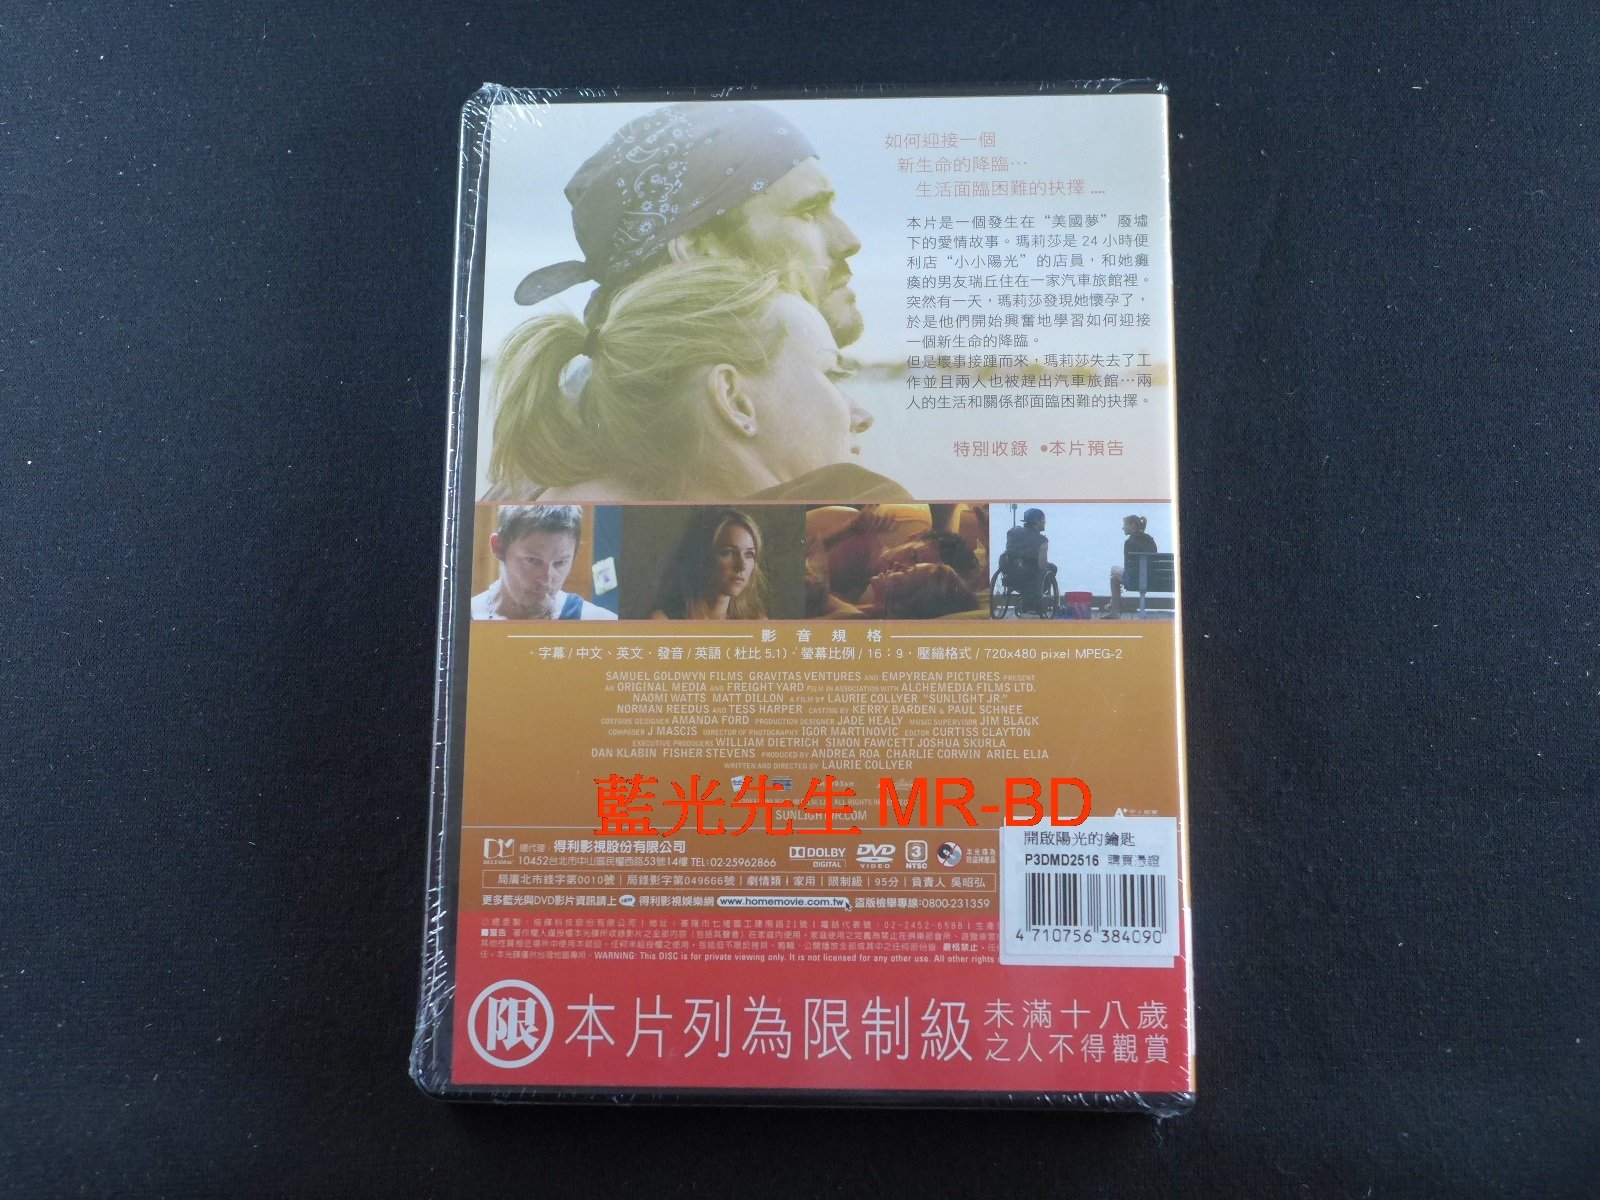 如何迎接一個
新生命的降臨⋯
生活面臨困難的抉擇....
本片是一個發生在“美國夢”廢墟
下的愛情故事。瑪莉莎是24小時便
利店“小小陽光”的店員，和她癱
瘓的男友瑞丘住在一家汽車旅館裡。
突然有一天，瑪莉莎發現她懷孕了，
於是他們開始興奮地學習如何迎接
一個新生命的降臨。
但是壞事接踵而來，瑪莉莎失去了工
作並且兩人也被趕出汽車旅館⋯兩
人的生活和關係都面臨困難的抉擇。
特別收錄 •本片預告
影音規格
·字幕/中文、英文·發音/英語(杜比5.1)·螢幕比例/16:9·壓縮格式/720x480 pixel MPEG-2
SAMUEL GOLDWYN FILMS GRAVITAS VENTURES AND EMPYREAN PICTURES PRESENT
AN ORIGINAL MEDIA AND FREIGHT YARD FILM IN ASSOCIATION WITH ALCHEMEDIA FILMS LTD.
NAOMI WATTS MATT DILLON A FILM BY LAURIE COLLYER "SUNLIGHT JR."
NORMAN REEDUS AND TESS HARPER CASTING BY KERRY BARDEN & PAUL SCHNEE
COSTUME DESIGNER AMANDA FORD PRODUCTION DESIGNER JADE HEALY MUSIC SUPERVISOR JIM BLACK
COMPOSER J MASCIS DIRECTOR OF PHOTOGRAPHY IGOR MARTINOVIC EDITOR CURTISS CLAYTON
EXECUTIVE PRODUCERS WILLIAM DIETRICH SIMON FAWCETT JOSHUA SKURLA
DAN KLABIN FISHER STEVENS PRODUCED BY ANDREA ROA CHARLIE CORWIN ARIEL ELIA
WRITTEN AND DIRECTED BY LAURIE COLLYER
藍光先生 MR-BD
ALL RIGHTS RESERVED
開啟陽光的鑰匙
P3DMD2516 購買憑證
4 710756 384090
總代理：得利影視股份有限公司
10452台北市中山區民權西路53號14樓 TEL:02-25962866
DOLBY DIGITAL
DVD VIDEO
3 NTSC
局廣北市錄字第0010號|局錄影字第049666號|劇情類|家用|限制級|95分|負責人 吳昭弘
更多藍光與DVD影片資訊請上 得利影視娛樂網 www.homemovie.com.tw 盜版檢舉專線:0800-231359
WARNING: This DISC is for private viewing only. It is not licensed for any other use. All other rights
限 本片列為限制級 未滿十八歲
之人不得觀賞